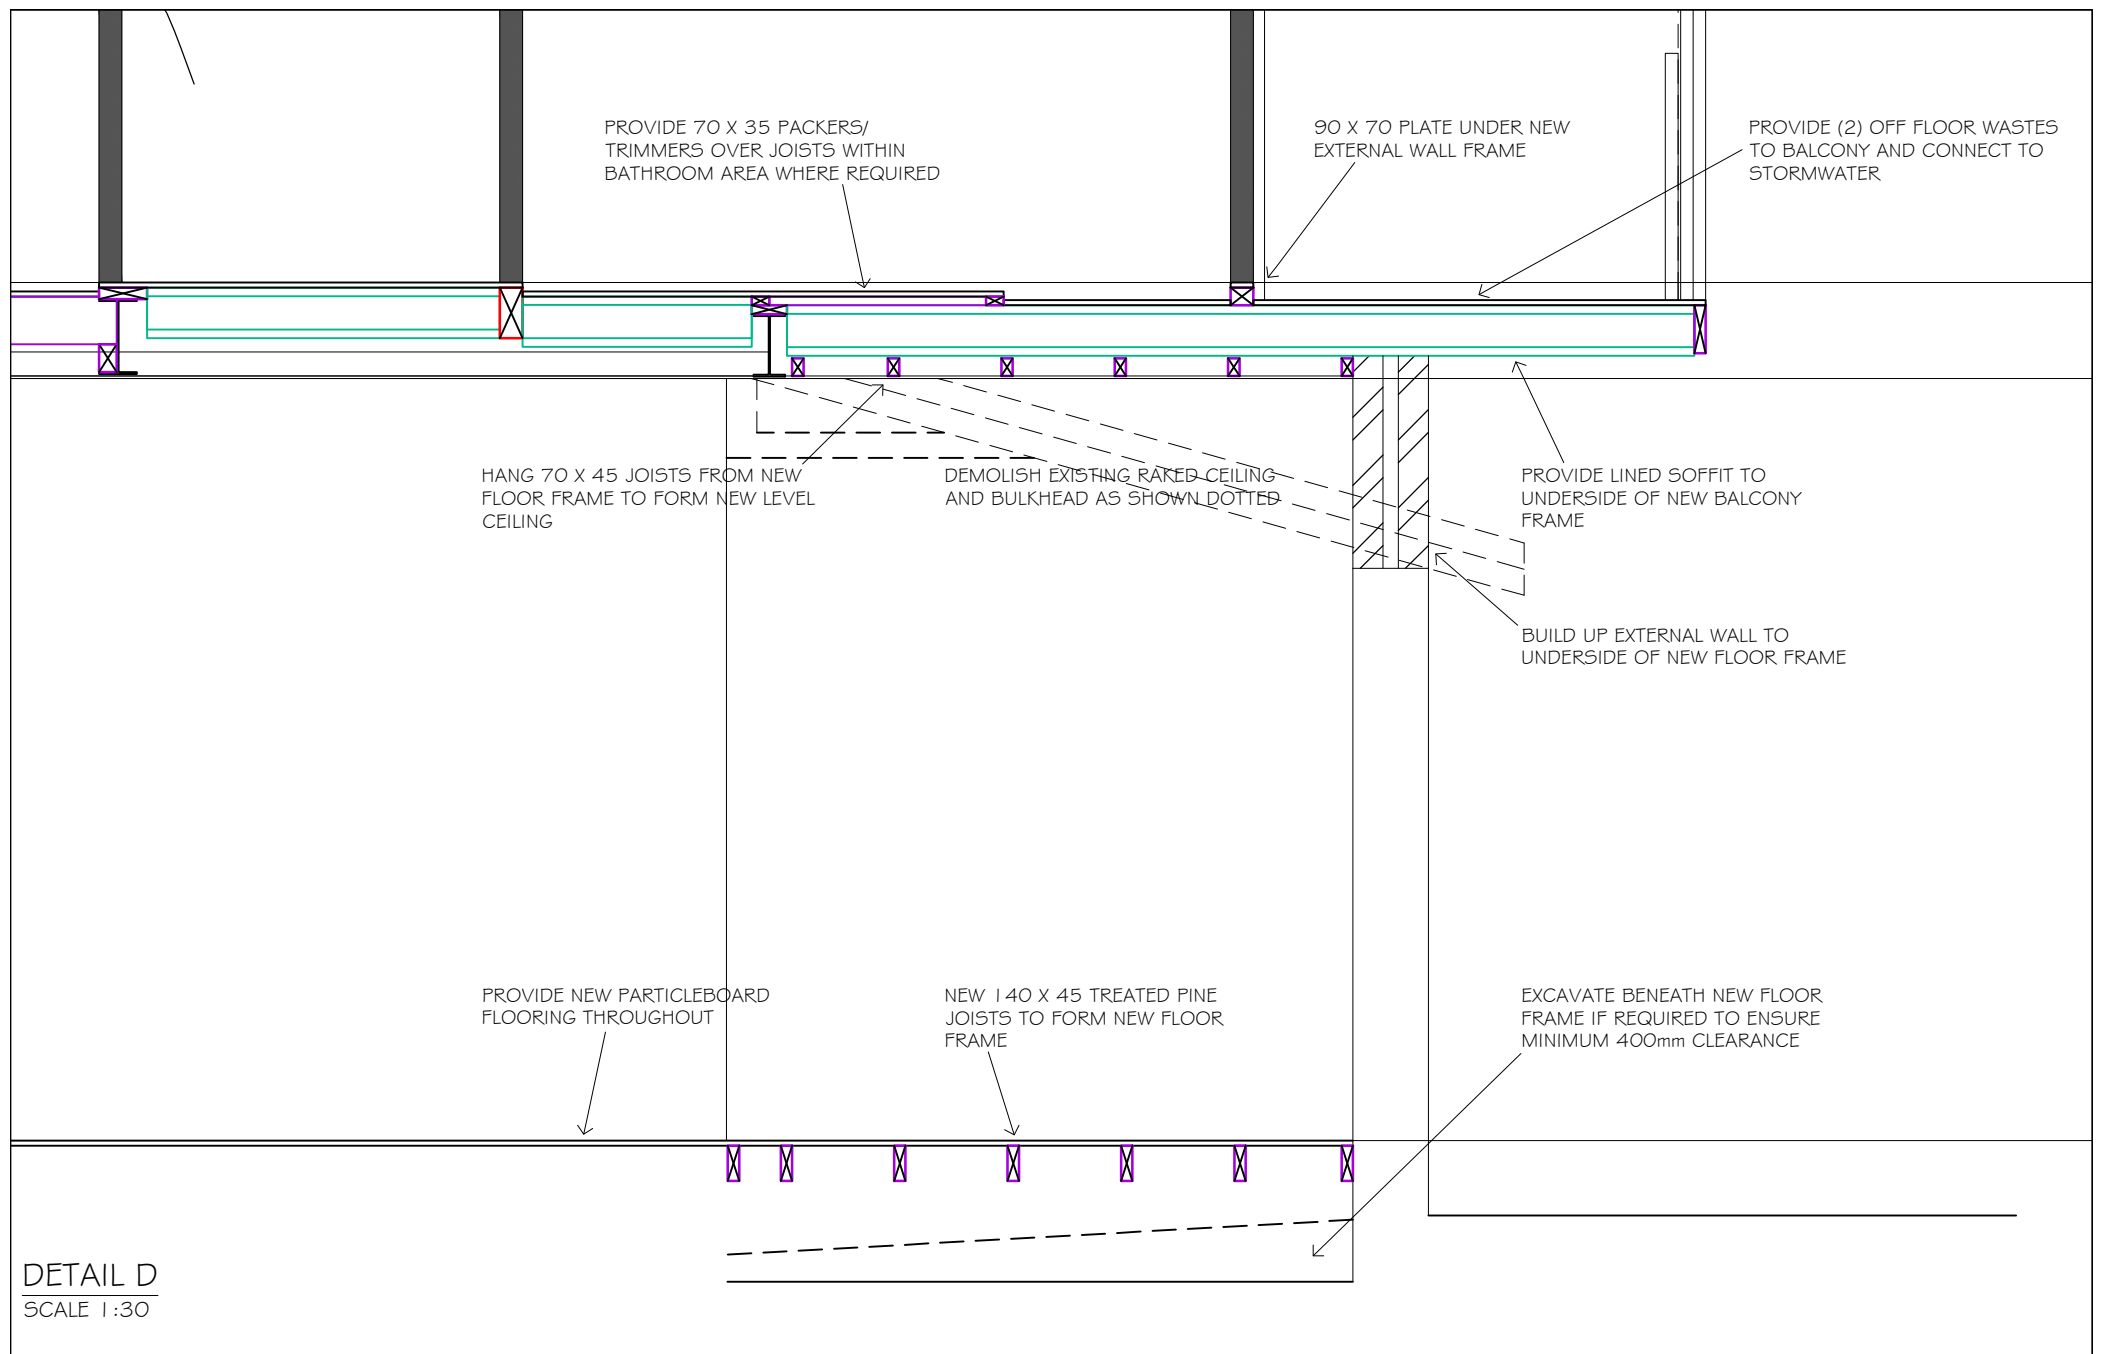 PROVIDE 70 X 35 PACKERS/
TRIMMERS OVER JOISTS WITHIN
BATHROOM AREA WHERE REQUIRED
90 X 70 PLATE UNDER NEW
EXTERNAL WALL FRAME
PROVIDE (2) OFF FLOOR WASTES
TO BALCONY AND CONNECT TO
STORMWATER
HANG 70 X 45 JOISTS FROM NEW
FLOOR FRAME TO FORM NEW LEVEL
CEILING
DEMOLISH EXISTING RAKED CEILING
AND BULKHEAD AS SHOWN DOTTED
PROVIDE LINED SOFFIT TO
UNDERSIDE OF NEW BALCONY
FRAME
BUILD UP EXTERNAL WALL TO
UNDERSIDE OF NEW FLOOR FRAME
PROVIDE NEW PARTICLEBOARD
FLOORING THROUGHOUT
NEW 140 X 45 TREATED PINE
JOISTS TO FORM NEW FLOOR
FRAME
EXCAVATE BENEATH NEW FLOOR
FRAME IF REQUIRED TO ENSURE
MINIMUM 400mm CLEARANCE
DETAIL D
SCALE 1:30